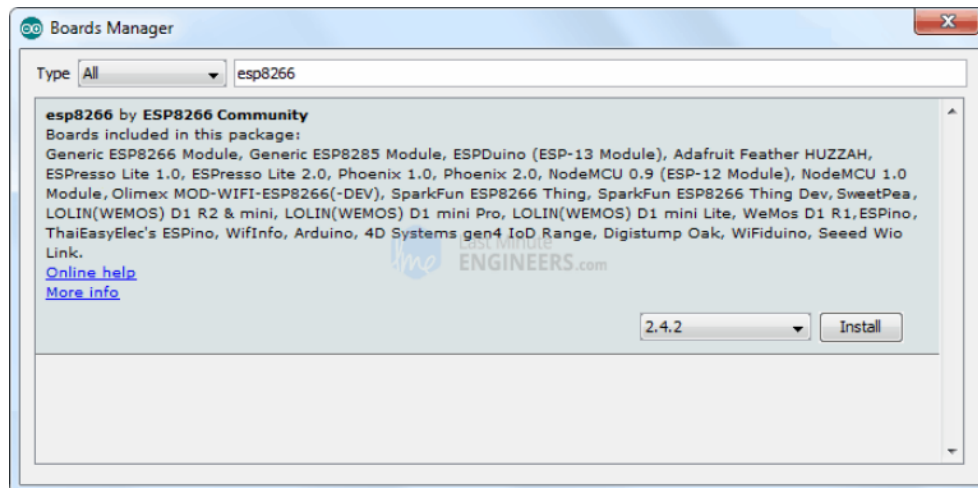 Boards Manager
Type All esp8266
esp8266 by ESP8266 Community
Boards included in this package:
Generic ESP8266 Module, Generic ESP8285 Module, ESPDuino (ESP-13 Module), Adafruit Feather HUZZAH,
ESPresso Lite 1.0, ESPresso Lite 2.0, Phoenix 1.0, Phoenix 2.0, NodeMCU 0.9 (ESP-12 Module), NodeMCU 1.0
Module, Olimex MOD-WIFI-ESP8266(-DEV), SparkFun ESP8266 Thing, SparkFun ESP8266 Thing Dev, SweetPea,
LOLIN(WEMOS) D1 R2 & mini, LOLIN(WEMOS) D1 mini Pro, LOLIN(WEMOS) D1 mini Lite, WeMos D1 R1,ESPino,
ThaiEasyElec's ESPino, WifInfo, Arduino, 4D Systems gen4 IoD Range, Digistump Oak, WiFiduino, Seeed Wio
Link.
Last Minute
me ENGINEERS.com
Online help
More info
2.4.2 Install